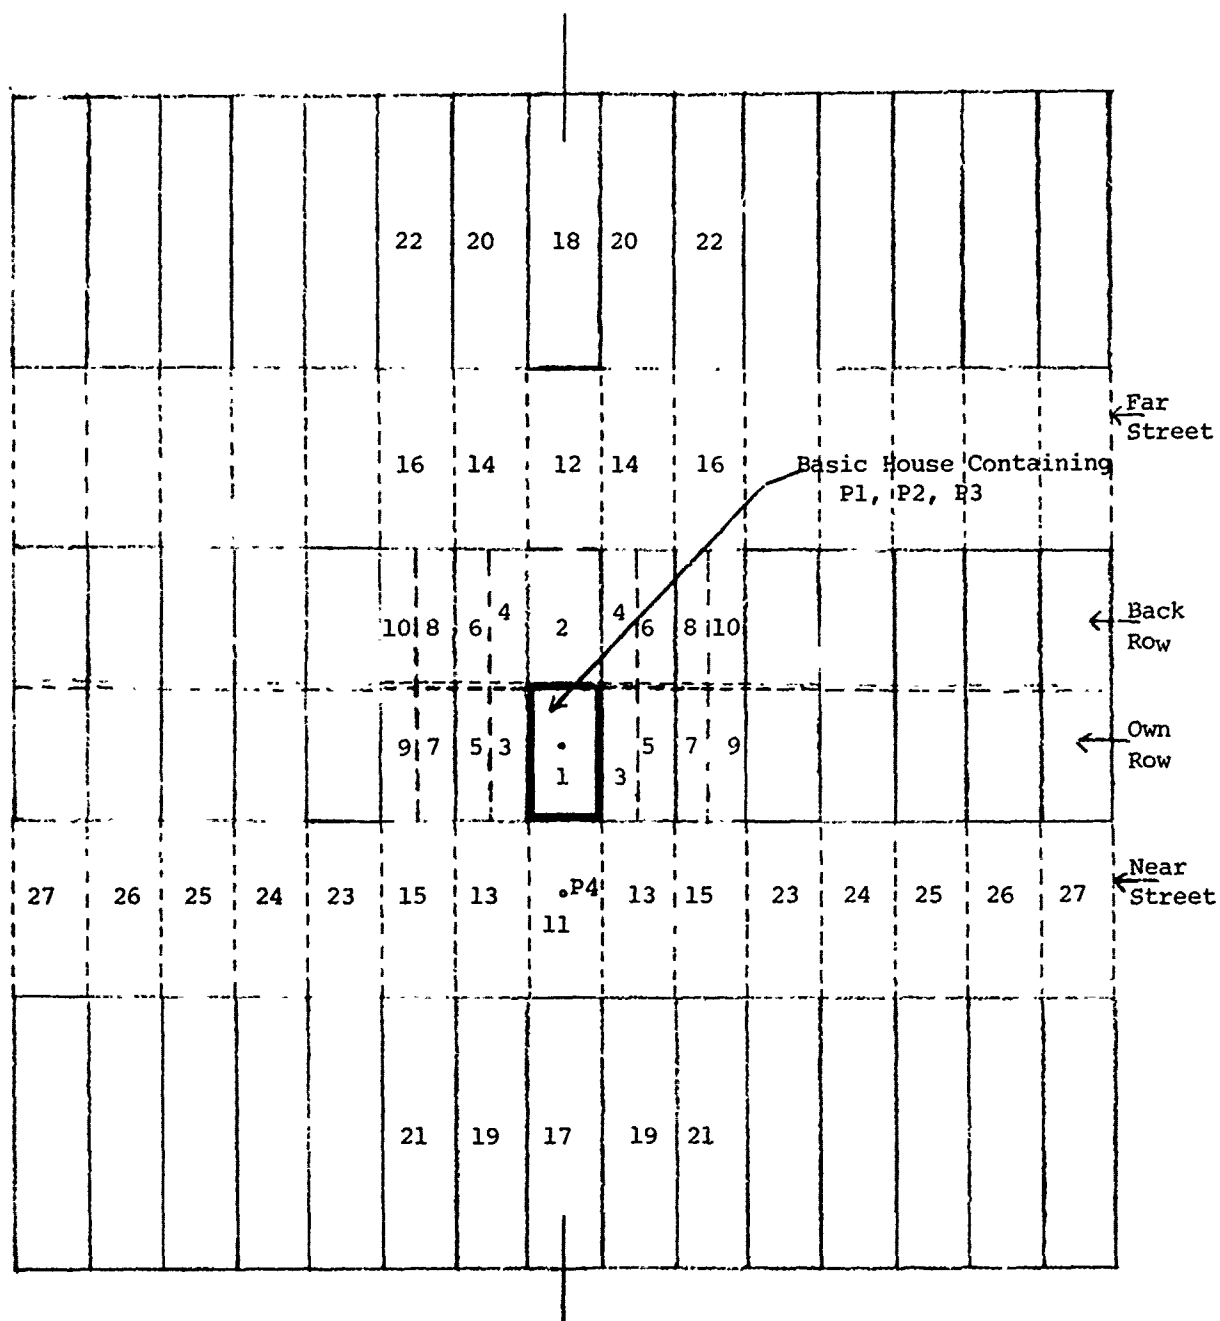 22 20 18 20 22
Far
Street
16 14 12 14 16
Basic House Containing
P1, P2, P3
10 8 6 4 2 4 6 8 10
Back
Row
9 7 5 3 1 3 5 7 9
Own
Row
27 26 25 24 23 15 13 11 P4 13 15 23 24 25 26 27
Near
Street
21 19 17 19 21